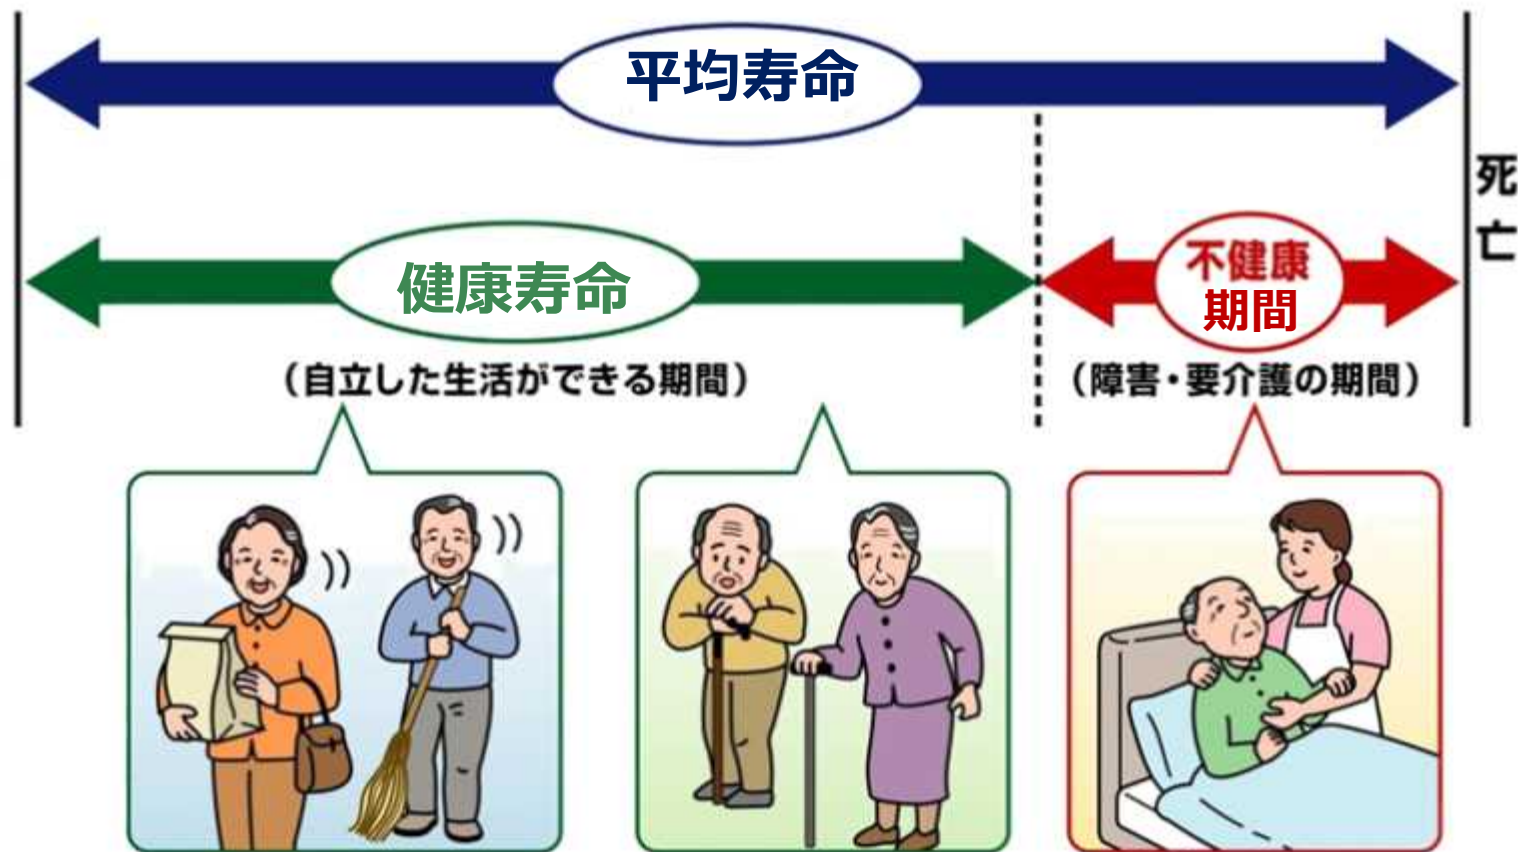 平均寿命
死亡
健康寿命
不健康
期間
（自立した生活ができる期間）
（障害・要介護の期間）